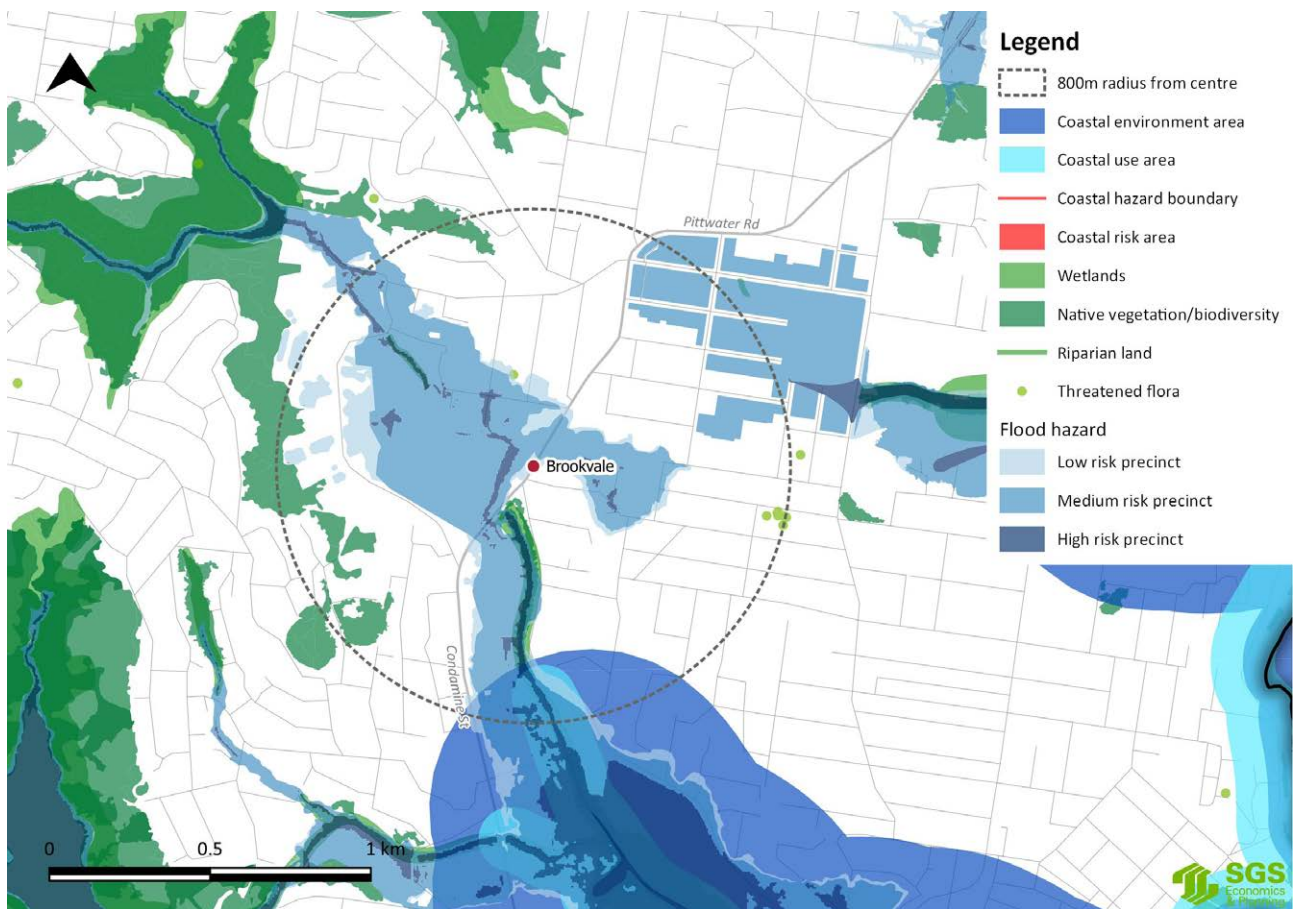 Legend
800m radius from centre
Coastal environment area
Coastal use area
Coastal hazard boundary
Coastal risk area
Wetlands
Native vegetation/biodiversity
Riparian land
Threatened flora
Flood hazard
Low risk precinct
Medium risk precinct
High risk precinct
Pittwater Rd
Brookvale
Condamine St
0 0.5 1 km
SGS
Economics
& Planning